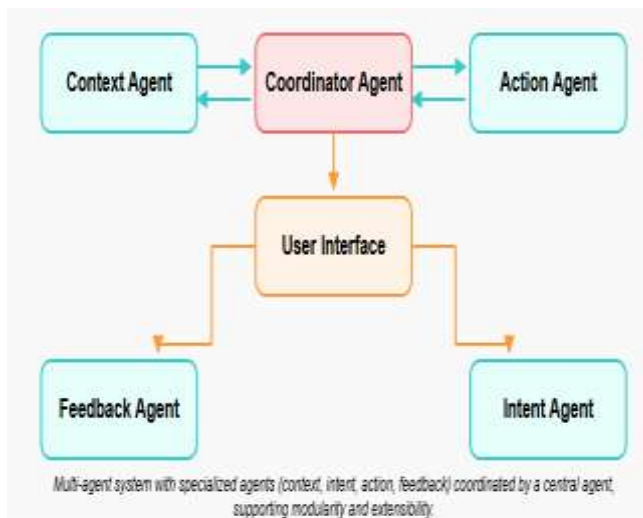 Context Agent
Coordinator Agent
Action Agent
User Interface
Feedback Agent
Intent Agent
Multi-agent system with specialized agents (context, intent, action, feedback) coordinated by a central agent,
supporting modularity and extensibility.